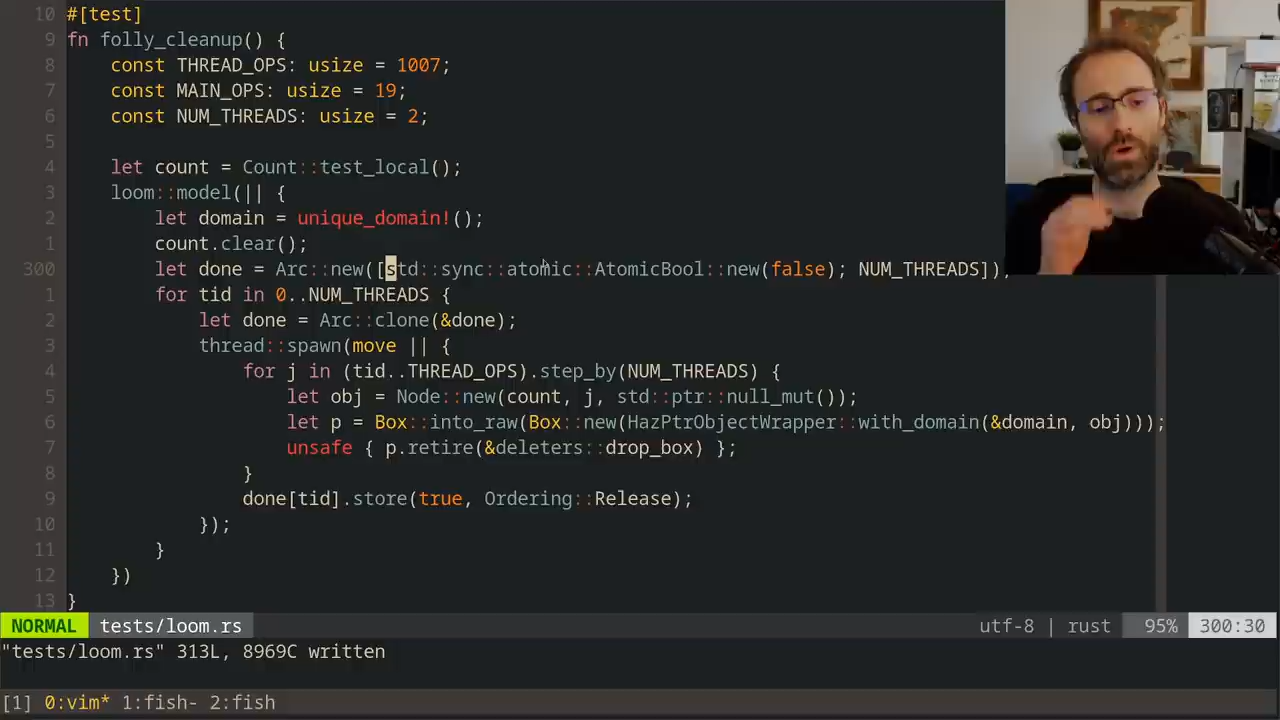 10 #[test]
9 fn folly_cleanup() {
8     const THREAD_OPS: usize = 1007;
7     const MAIN_OPS: usize = 19;
6     const NUM_THREADS: usize = 2;
5
4     let count = Count::test_local();
3     loom::model(|| {
2         let domain = unique_domain!();
1         count.clear();
300         let done = Arc::new([std::sync::atomic::AtomicBool::new(false); NUM_THREADS]);
1         for tid in 0..NUM_THREADS {
2             let done = Arc::clone(&done);
3             thread::spawn(move || {
4                 for j in (tid..THREAD_OPS).step_by(NUM_THREADS) {
5                     let obj = Node::new(count, j, std::ptr::null_mut());
6                     let p = Box::into_raw(Box::new(HazPtrObjectWrapper::with_domain(&domain, obj)));
7                     unsafe { p.retire(&deleters::drop_box) };
8                 }
9                 done[tid].store(true, Ordering::Release);
10             });
11         }
12     })
13 }
NORMAL tests/loom.rs utf-8 | rust 95% 300:30
"tests/loom.rs" 313L, 8969C written
[1] 0:vim* 1:fish- 2:fish